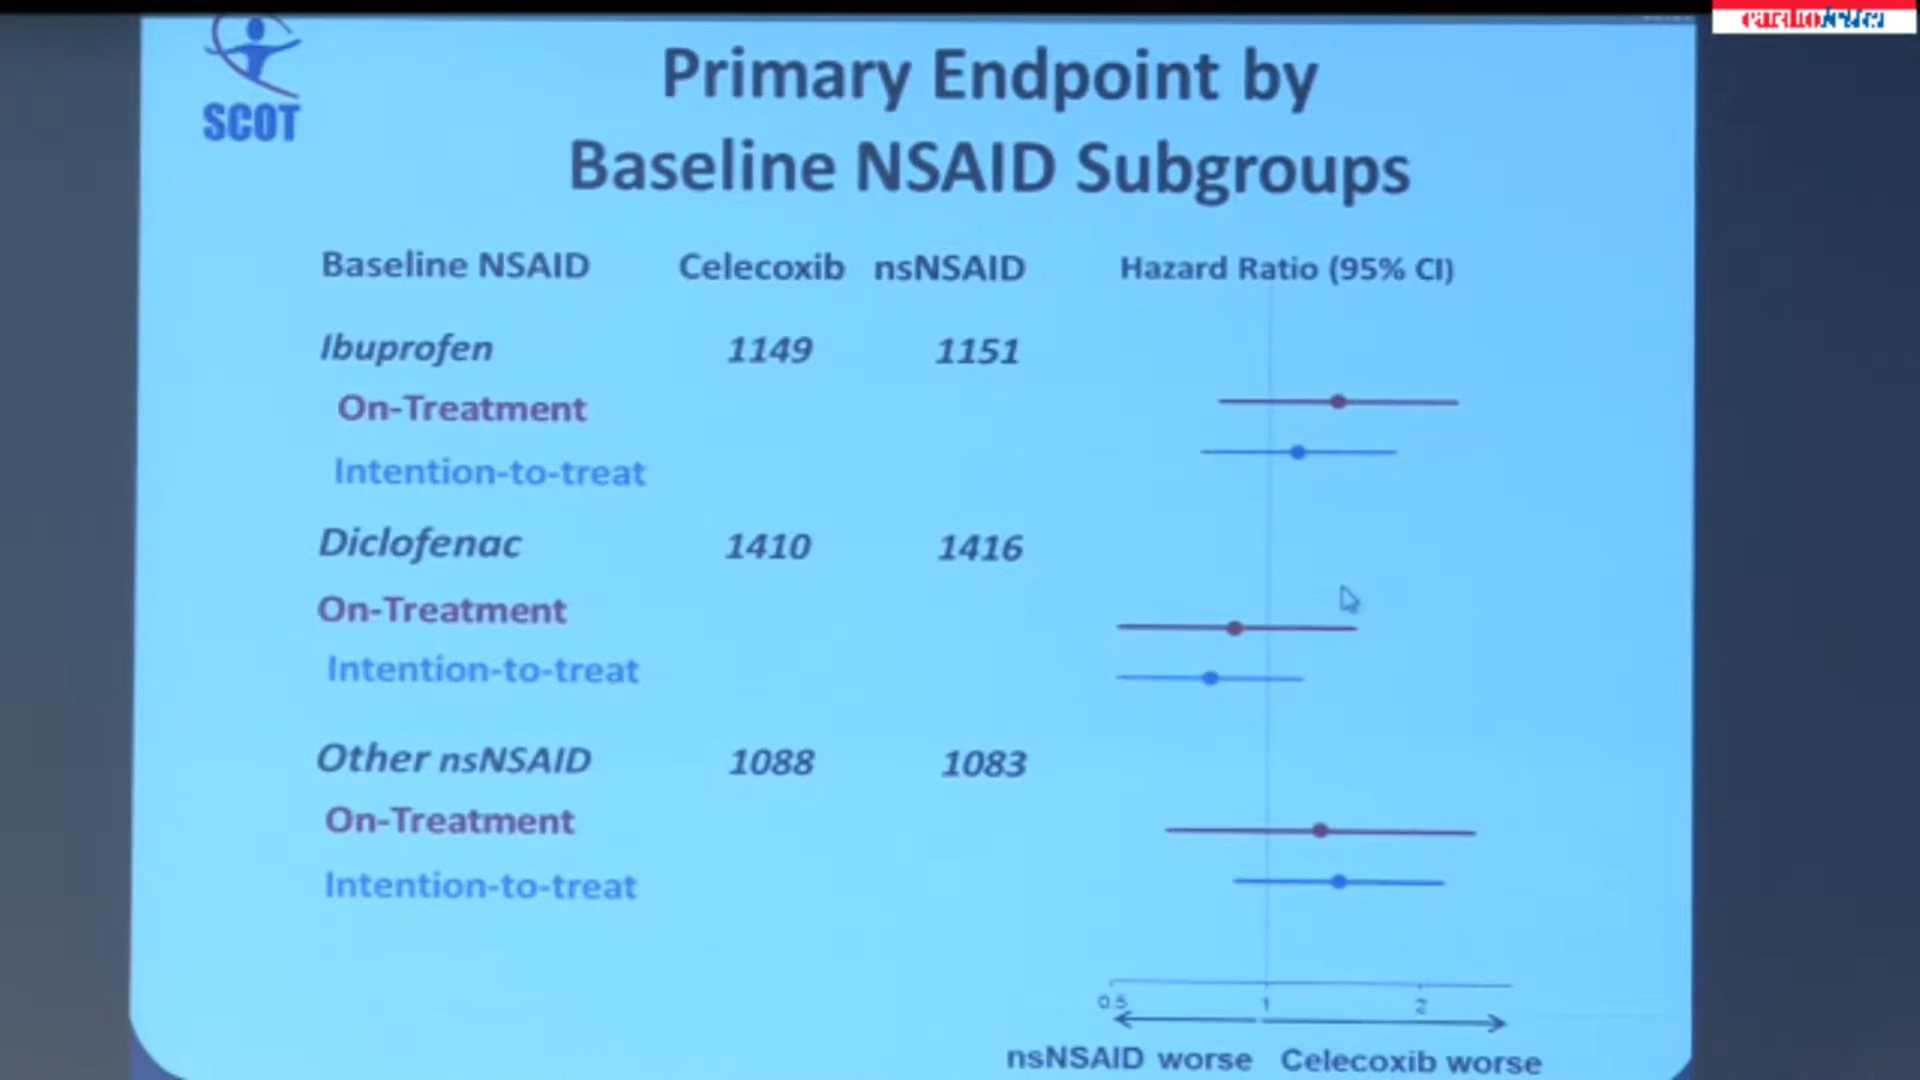 SCOT
Primary Endpoint by
Baseline NSAID Subgroups
Baseline NSAID Celecoxib nsNSAID Hazard Ratio (95% CI)
Ibuprofen 1149 1151
On-Treatment
Intention-to-treat
Diclofenac 1410 1416
On-Treatment
Intention-to-treat
Other nsNSAID 1088 1083
On-Treatment
Intention-to-treat
0.5 1 2
nsNSAID worse Celecoxib worse